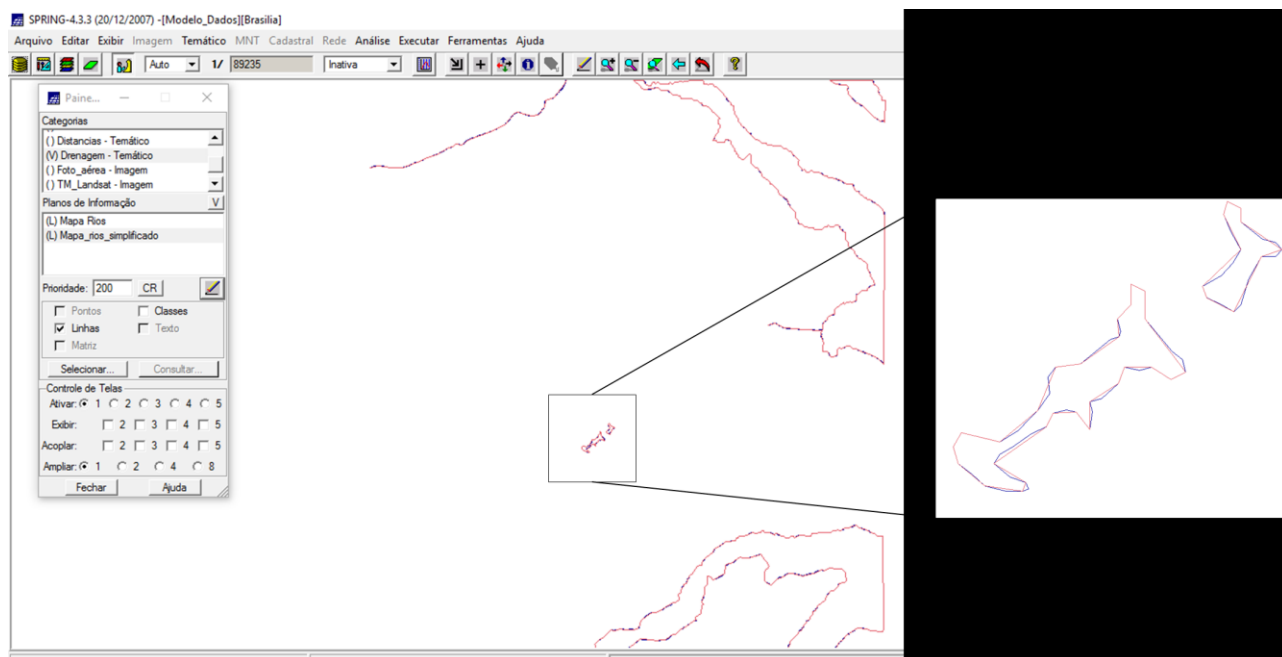 SPRING-4.3.3 (20/12/2007) -[Modelo_Dados][Brasilia]
Arquivo Editar Exibir Imagem Temático MNT Cadastral Rede Análise Executar Ferramentas Ajuda
Auto 1/ 89235 Inativa
Paine...
Categorias
( ) Distancias - Temático
(V) Drenagem - Temático
( ) Foto_aérea - Imagem
( ) TM_Landsat - Imagem
Planos de Informação V
(L) Mapa Rios
(L) Mapa_rios_simplificado
Prioridade: 200 CR
Pontos Classes
Linhas Texto
Matriz
Selecionar... Consultar...
Controle de Telas
Ativar: 1 2 3 4 5
Exibir: 2 3 4 5
Acoplar: 2 3 4 5
Ampliar: 1 2 4 8
Fechar Ajuda